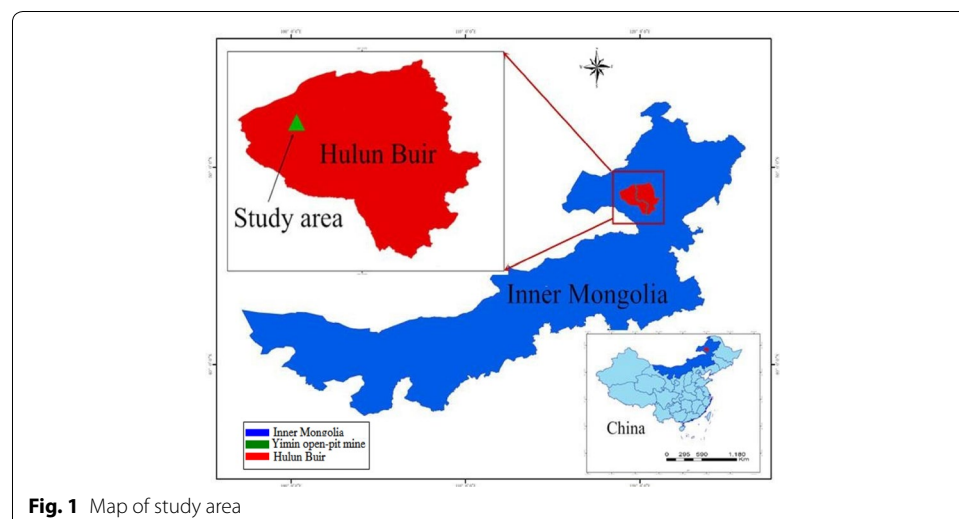 Hulun Buir
Study area
Inner Mongolia
China
0 295 590 1,180
Km
Inner Mongolia
Yimin open-pit mine
Hulun Buir
Fig. 1 Map of study area